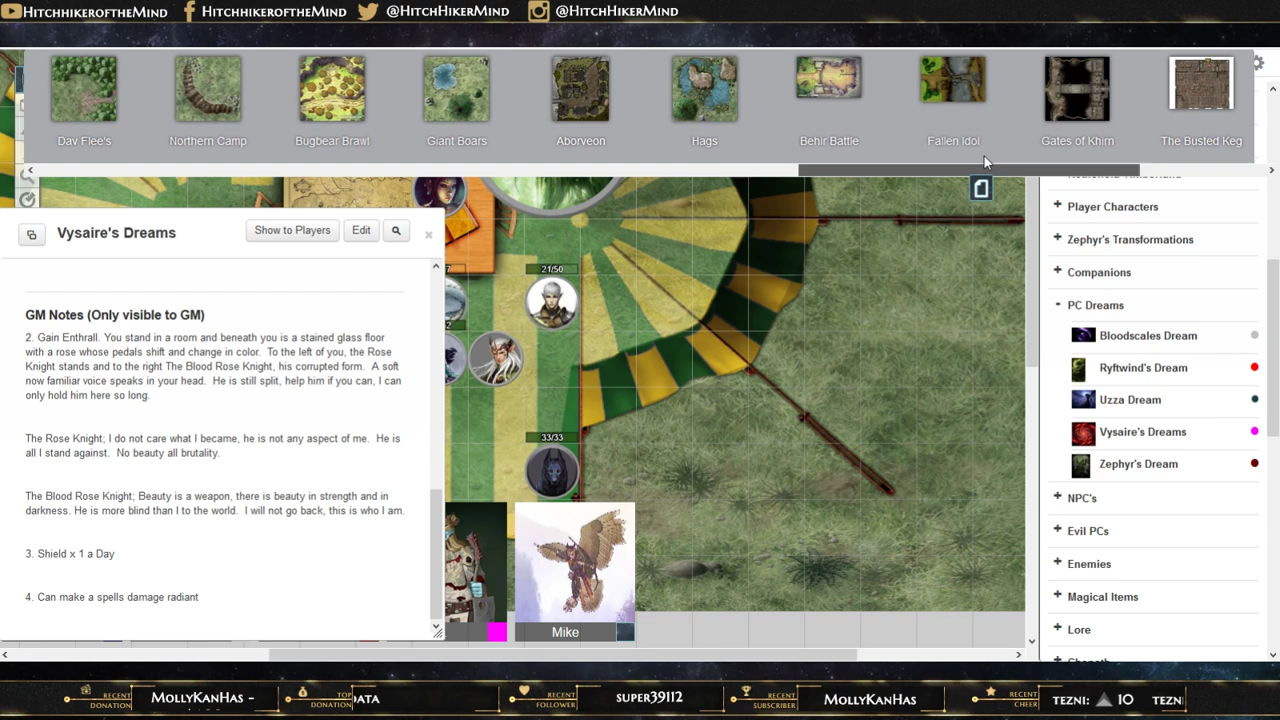 HITCHHIKEROFTHEMIND HITCHHIKEROFTHEMIND @HITCHHIKERMIND @HITCHHIKERMIND
Dav Flee's Northern Camp Bugbear Brawl Giant Boars Aborveon Hags Behir Battle Fallen Idol Gates of Khirn The Busted Keg
Vysaire's Dreams
Show to Players Edit
GM Notes (Only visible to GM)
2. Gain Enthrall. You stand in a room and beneath you is a stained glass floor
with a rose whose pedals shift and change in color. To the left of you, the Rose
Knight stands and to the right The Blood Rose Knight, his corrupted form. A soft
now familiar voice speaks in your head. He is still split, help him if you can, I can
only hold him here so long.
The Rose Knight; I do not care what I became, he is not any aspect of me. He is
all I stand against. No beauty all brutality.
The Blood Rose Knight; Beauty is a weapon, there is beauty in strength and in
darkness. He is more blind than I to the world. I will not go back, this is who I am.
3. Shield x 1 a Day
4. Can make a spells damage radiant
21/50
33/33
Mike
Player Characters
Zephyr's Transformations
Companions
PC Dreams
Bloodscales Dream
Ryftwind's Dream
Uzza Dream
Vysaire's Dreams
Zephyr's Dream
NPC's
Evil PCs
Enemies
Magical Items
Lore
RECENT DONATION MOLLYKANHAS - TOP DONATION DATA RECENT FOLLOWER SUPER39112 RECENT SUBSCRIBER MOLLYKANHAS RECENT CHEER TEZNI: 10 TEZN